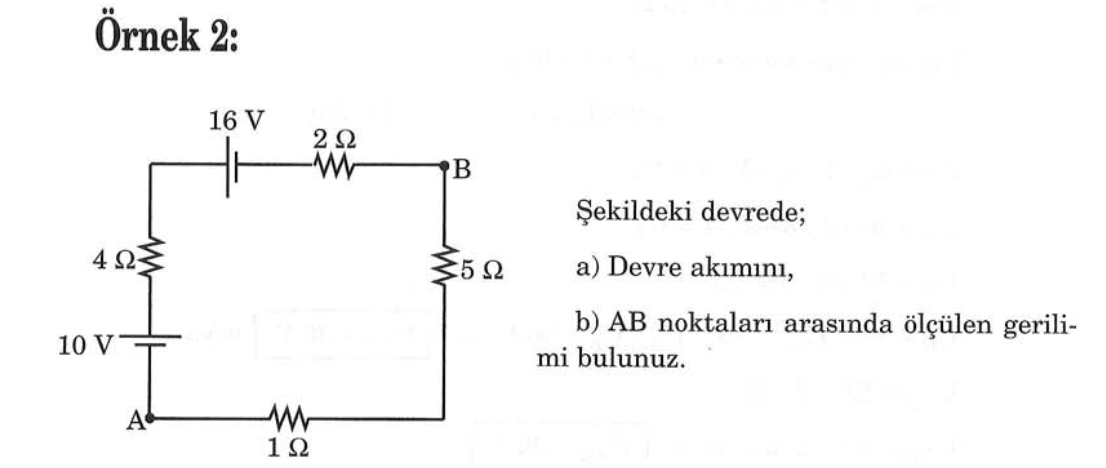 Örnek 2:
16 V
2 Ω
B
4 Ω
5 Ω
10 V
A
1 Ω
Şekildeki devrede;
a) Devre akımını,
b) AB noktaları arasında ölçülen gerili-
mi bulunuz.